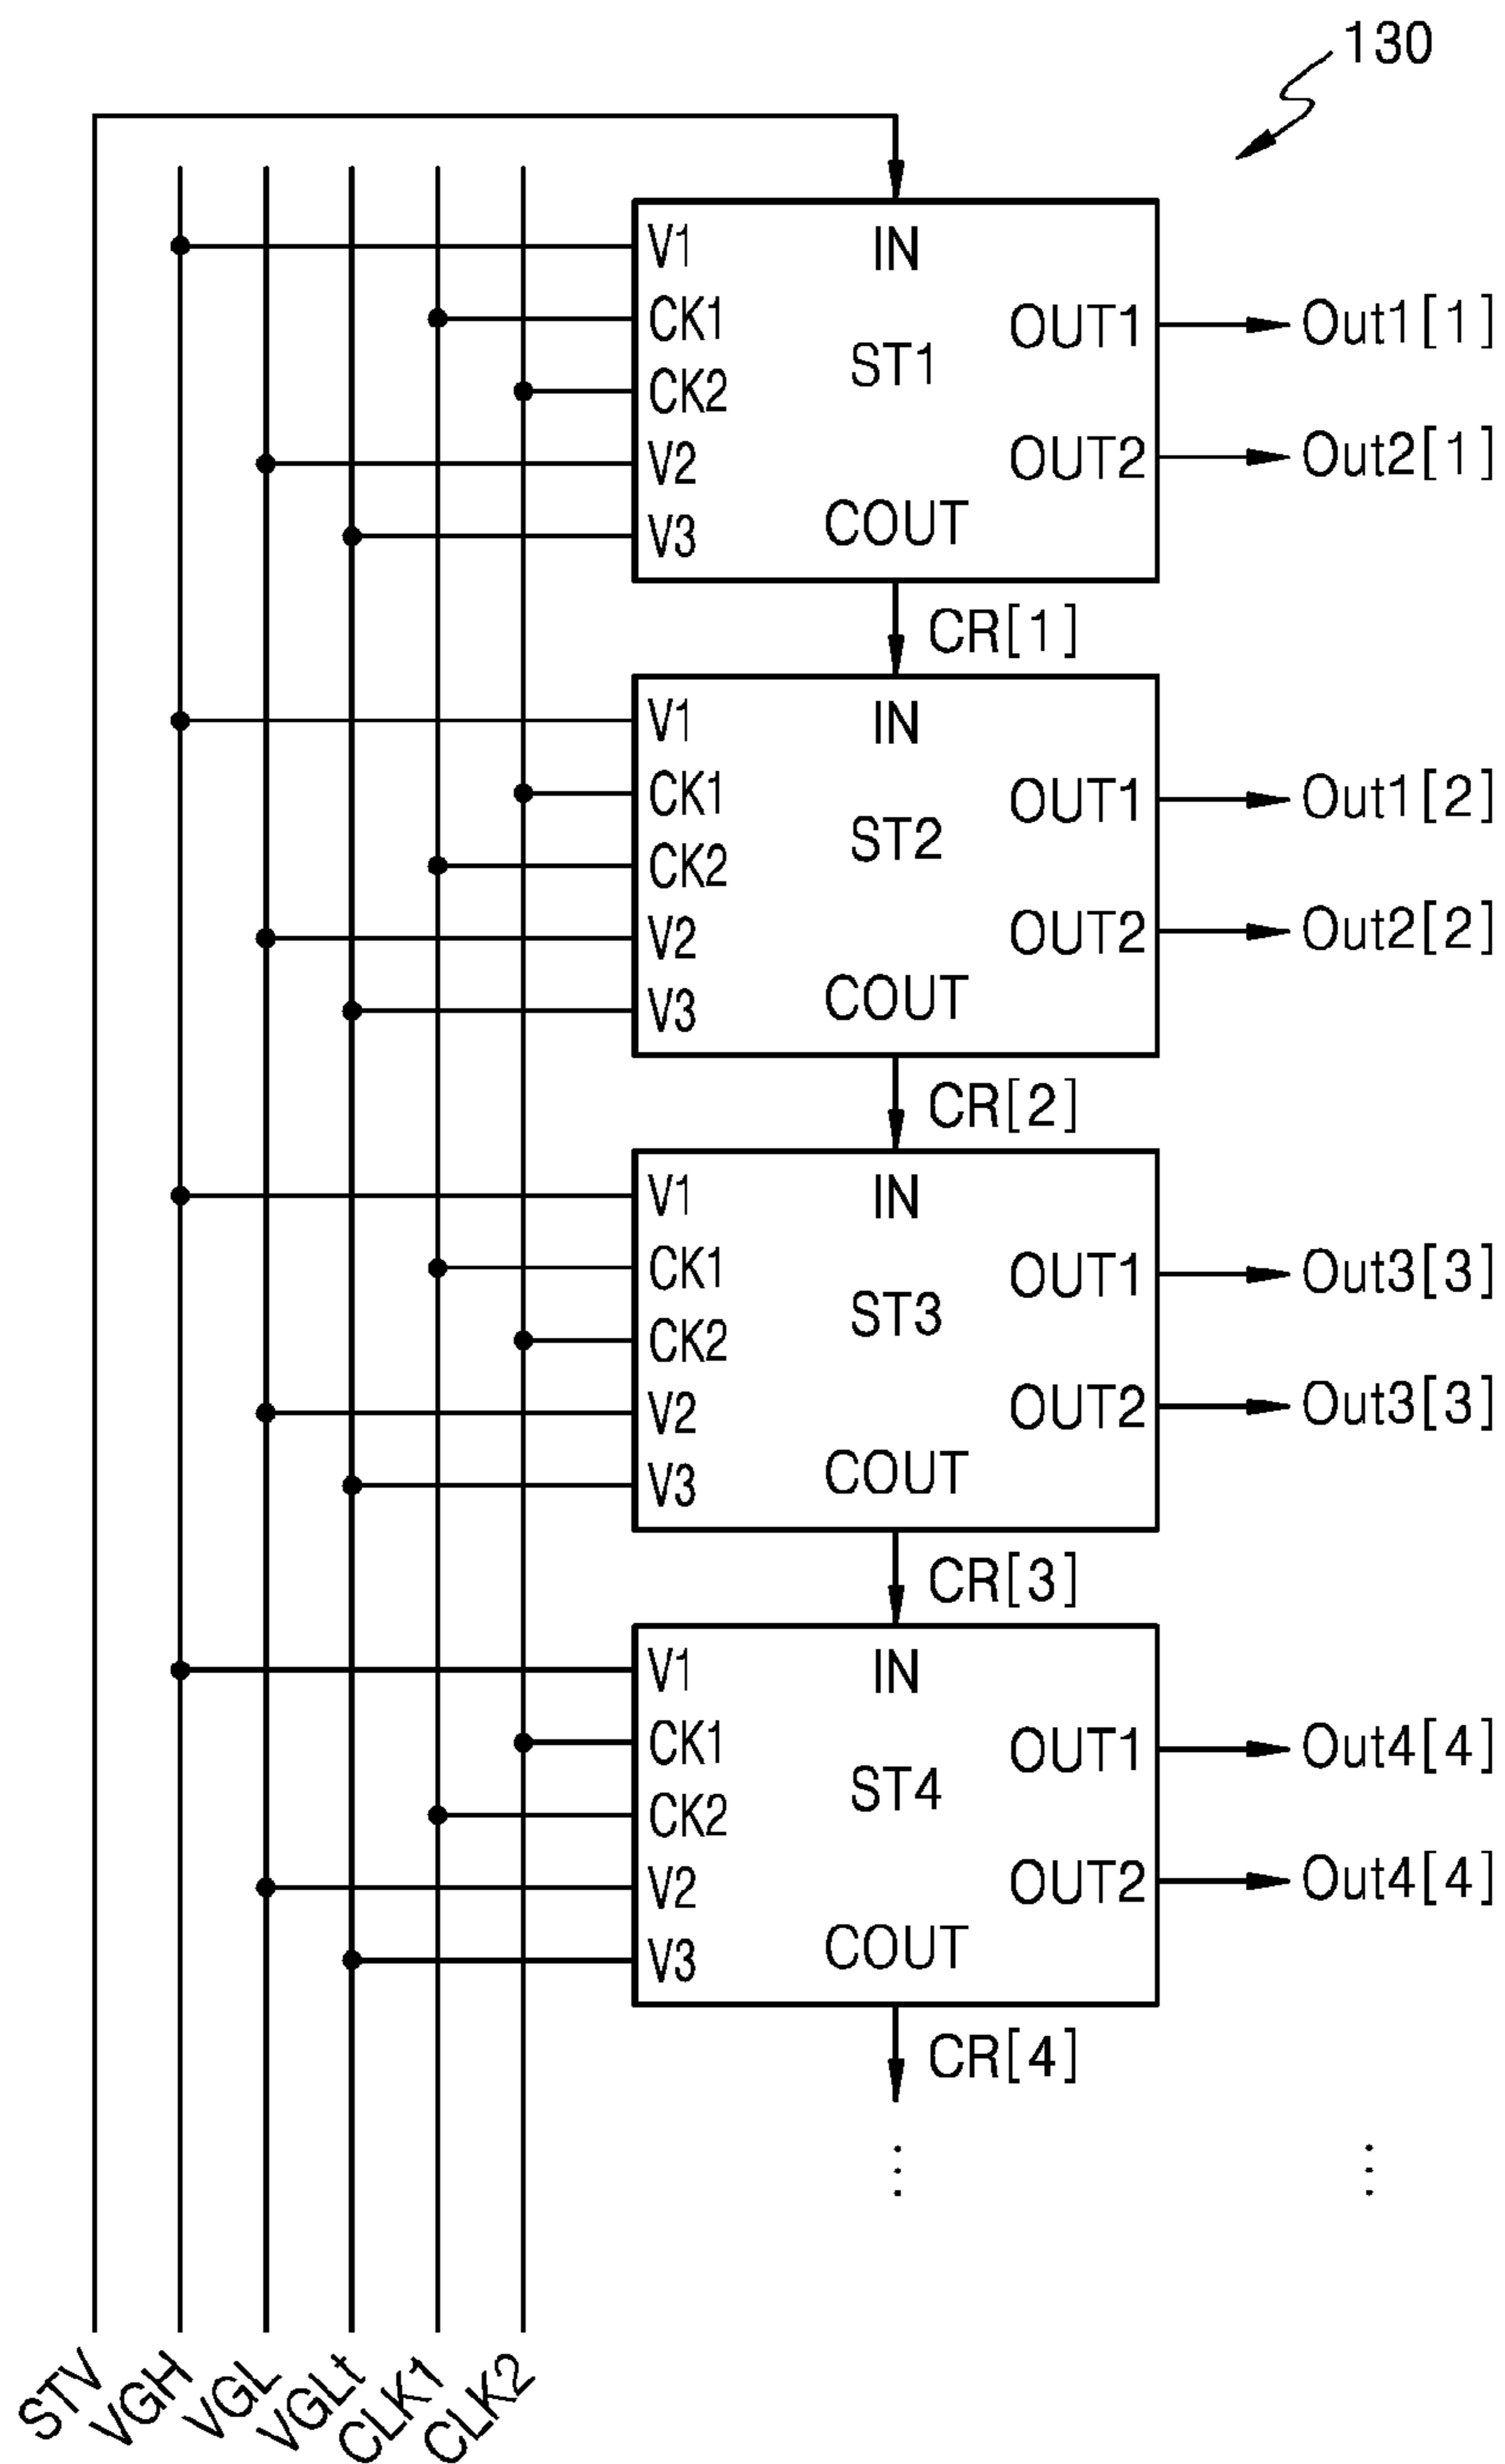 130
V1
IN
CK1
OUT1
Out1[1]
ST1
CK2
V2
OUT2
Out2[1]
V3
COUT
CR[1]
V1
IN
CK1
OUT1
Out1[2]
ST2
CK2
V2
OUT2
Out2[2]
V3
COUT
CR[2]
V1
IN
CK1
OUT1
Out3[3]
ST3
CK2
V2
OUT2
Out3[3]
V3
COUT
CR[3]
V1
IN
CK1
OUT1
Out4[4]
ST4
CK2
V2
OUT2
Out4[4]
V3
COUT
CR[4]
STV
VGH
VGL
VGLt
CLK1
CLK2